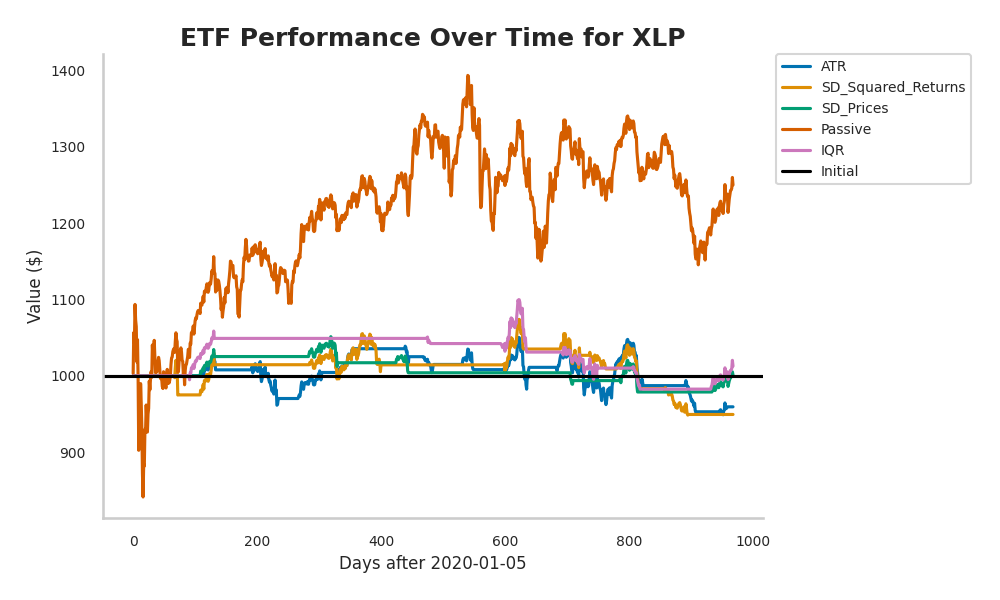 ETF Performance Over Time for XLP
ATR
SD_Squared_Returns
SD_Prices
Passive
IQR
Initial
Value ($)
1400
1300
1200
1100
1000
900
0 200 400 600 800 1000
Days after 2020-01-05